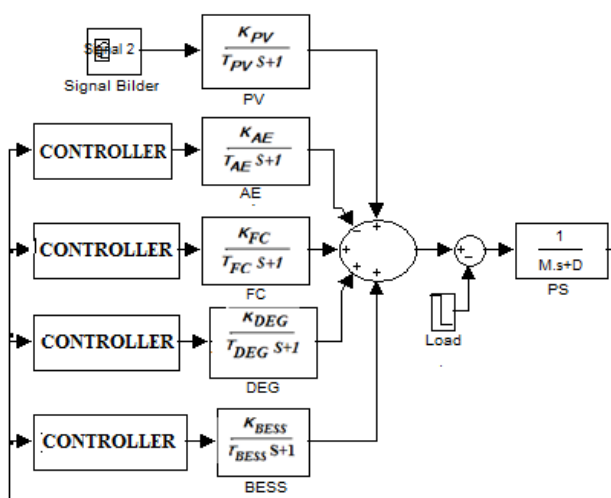 Signal 2
Signal Bilder
K_PV
T_PV S+1
PV
CONTROLLER
K_AE
T_AE S+1
AE
CONTROLLER
K_FC
T_FC S+1
FC
CONTROLLER
K_DEG
T_DEG S+1
DEG
CONTROLLER
K_BESS
T_BESS S+1
BESS
− +
+
+ +
+
−
Load
1
M.s+D
PS